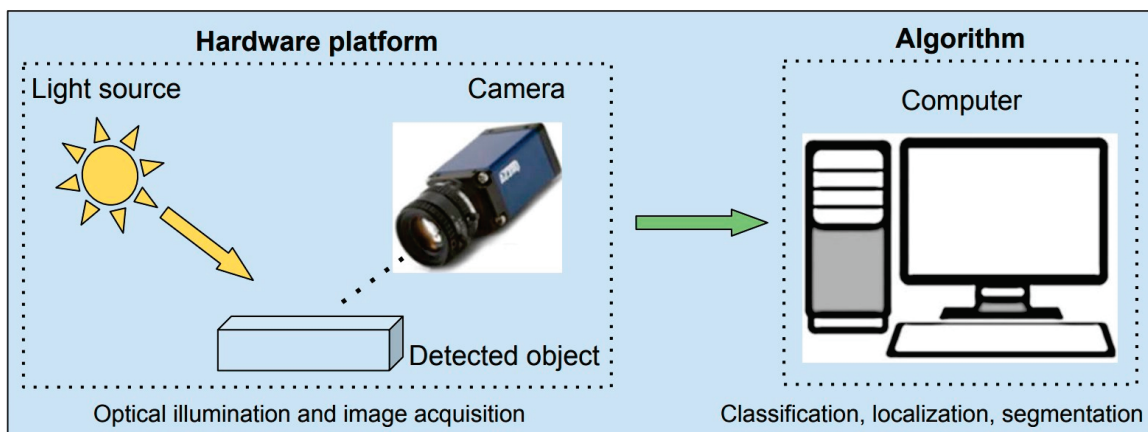 Hardware platform
Algorithm
Light source
Camera
Computer
Detected object
Optical illumination and image acquisition
Classification, localization, segmentation